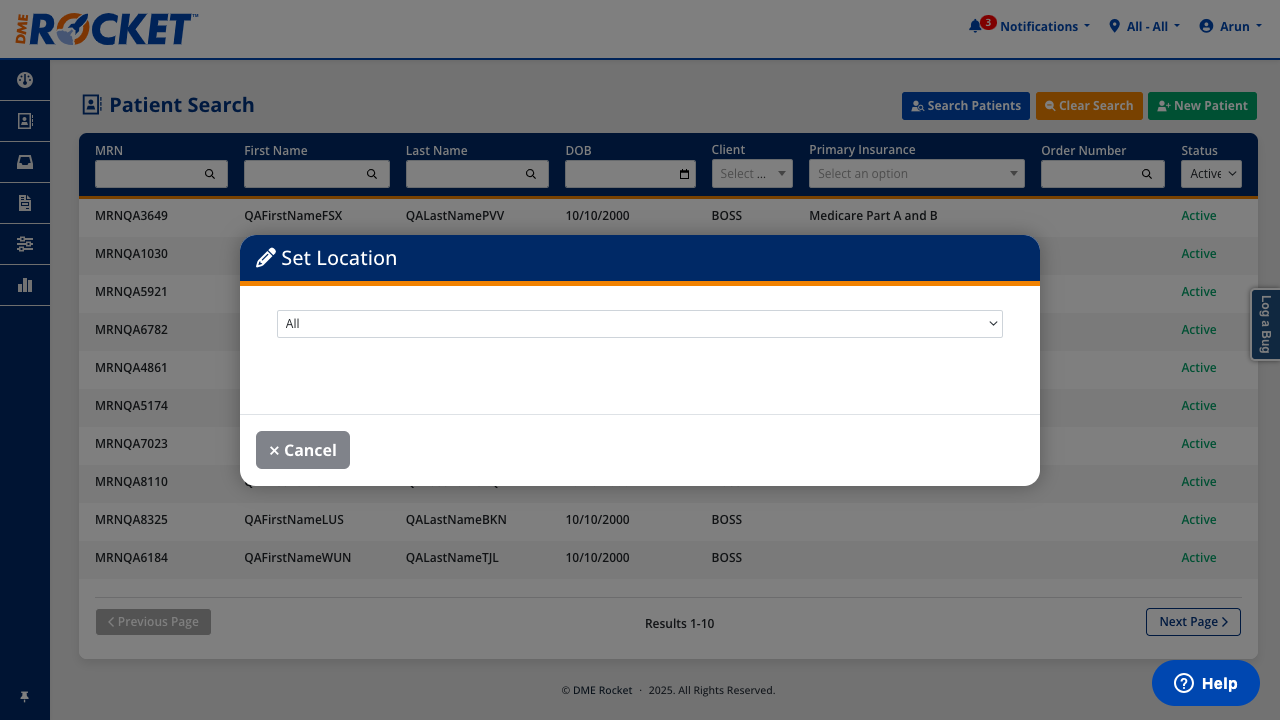 DME ROCKET™
3 Notifications All - All Arun
Patient Search
Search Patients Clear Search New Patient
MRN First Name Last Name DOB Client Primary Insurance Order Number Status
Select ... Select an option Active
MRNQA3649 QAFirstNameFSX QALastNamePVV 10/10/2000 BOSS Medicare Part A and B Active
MRNQA1030 Active
Set Location
MRNQA5921 Active
MRNQA6782 Active
All
Log a Bug
MRNQA4861 Active
MRNQA5174 Active
MRNQA7023 Active
× Cancel
MRNQA8110 Active
MRNQA8325 QAFirstNameLUS QALastNameBKN 10/10/2000 BOSS Active
MRNQA6184 QAFirstNameWUN QALastNameTJL 10/10/2000 BOSS Active
Previous Page Results 1-10 Next Page
© DME Rocket · 2025. All Rights Reserved.
Help